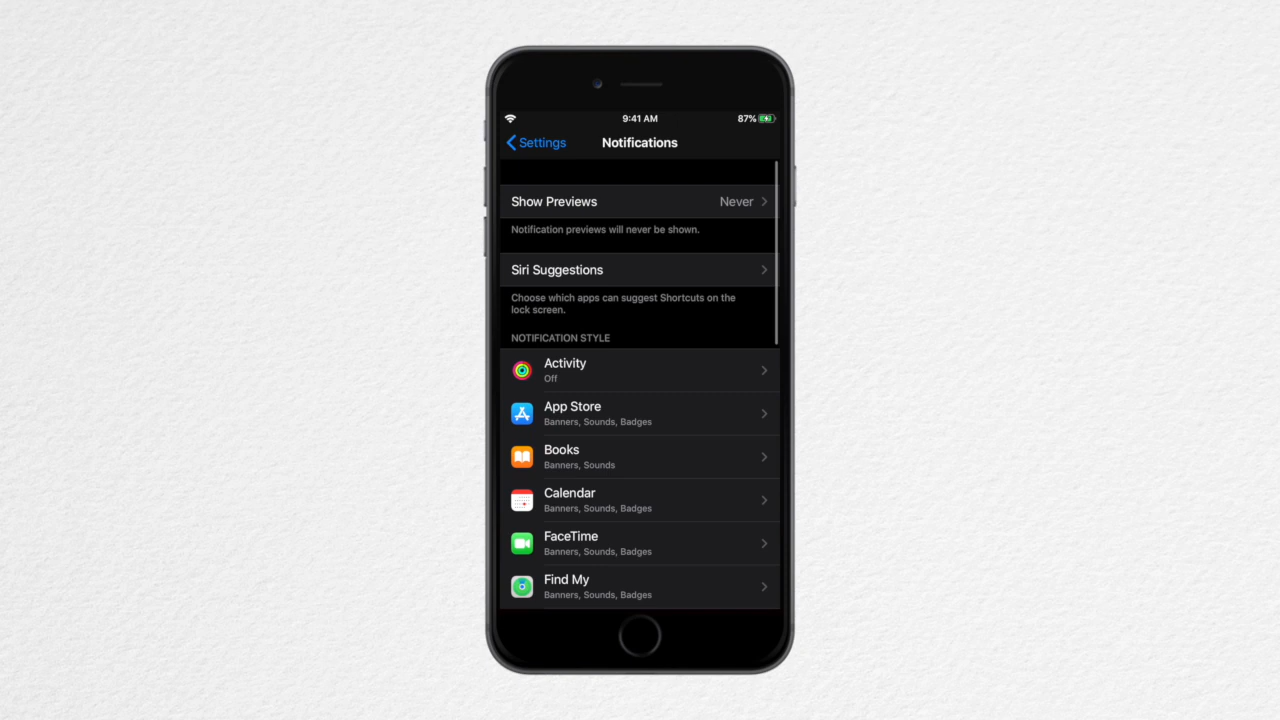 9:41 AM
87%
Settings
Notifications
Show Previews
Never
Notification previews will never be shown.
Siri Suggestions
Choose which apps can suggest Shortcuts on the
lock screen.
NOTIFICATION STYLE
Activity
Off
App Store
Banners, Sounds, Badges
Books
Banners, Sounds
Calendar
Banners, Sounds, Badges
FaceTime
Banners, Sounds, Badges
Find My
Banners, Sounds, Badges